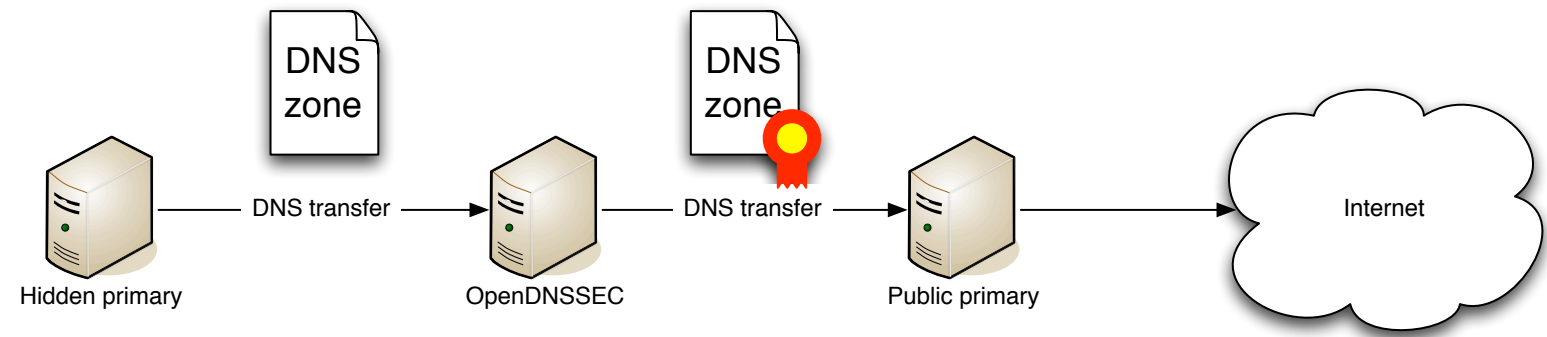 DNS
zone
DNS
zone
DNS transfer
DNS transfer
Internet
Hidden primary
OpenDNSSEC
Public primary